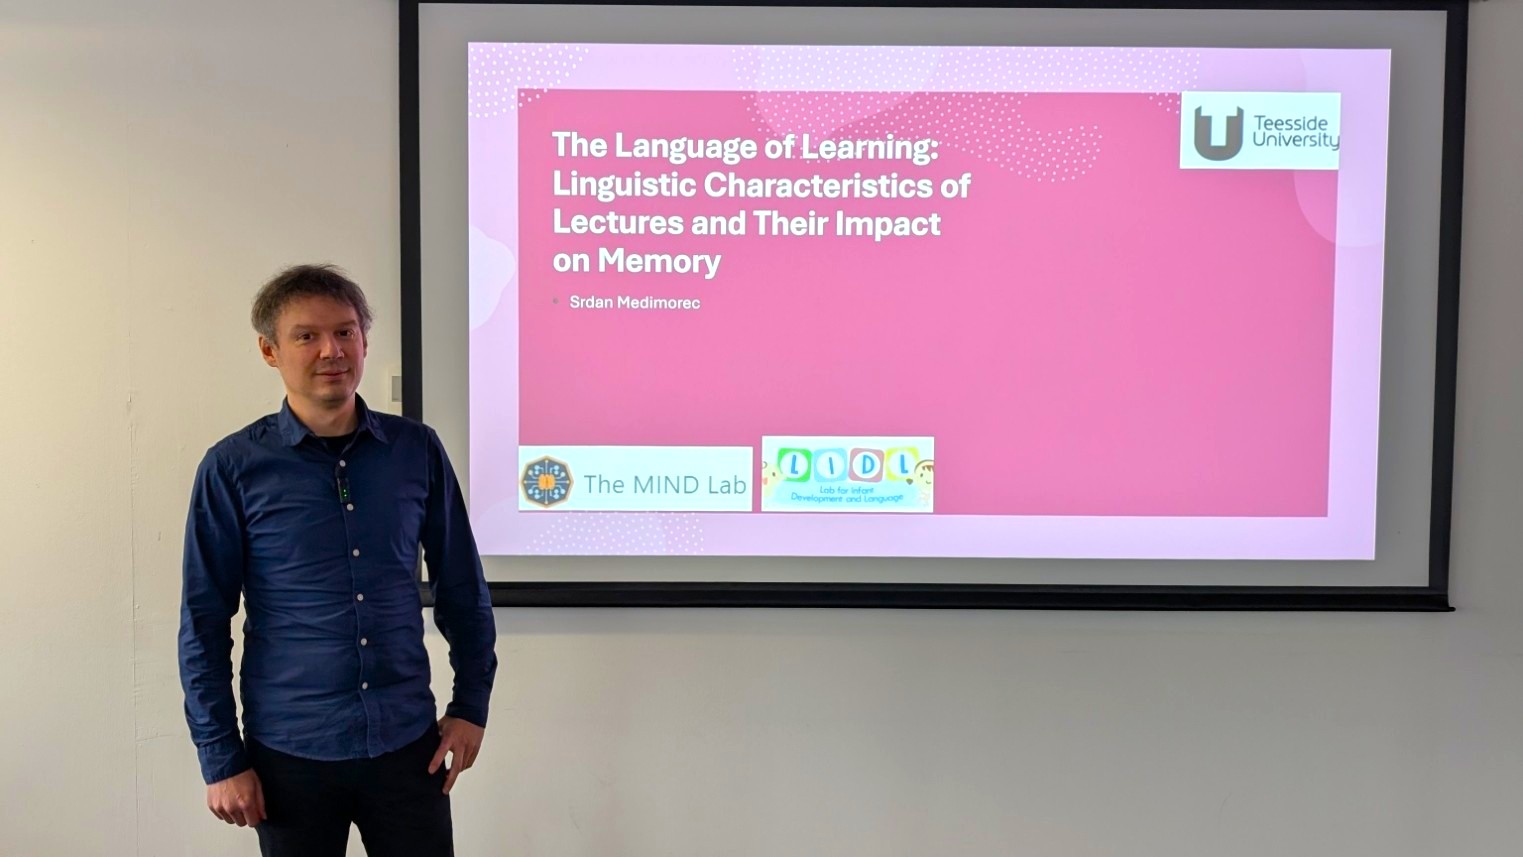 The Language of Learning:
Linguistic Characteristics of
Lectures and Their Impact
on Memory
Srdan Medimorec
Teesside
University
The MIND Lab
LIDL
Lab for Infant
Development and Language